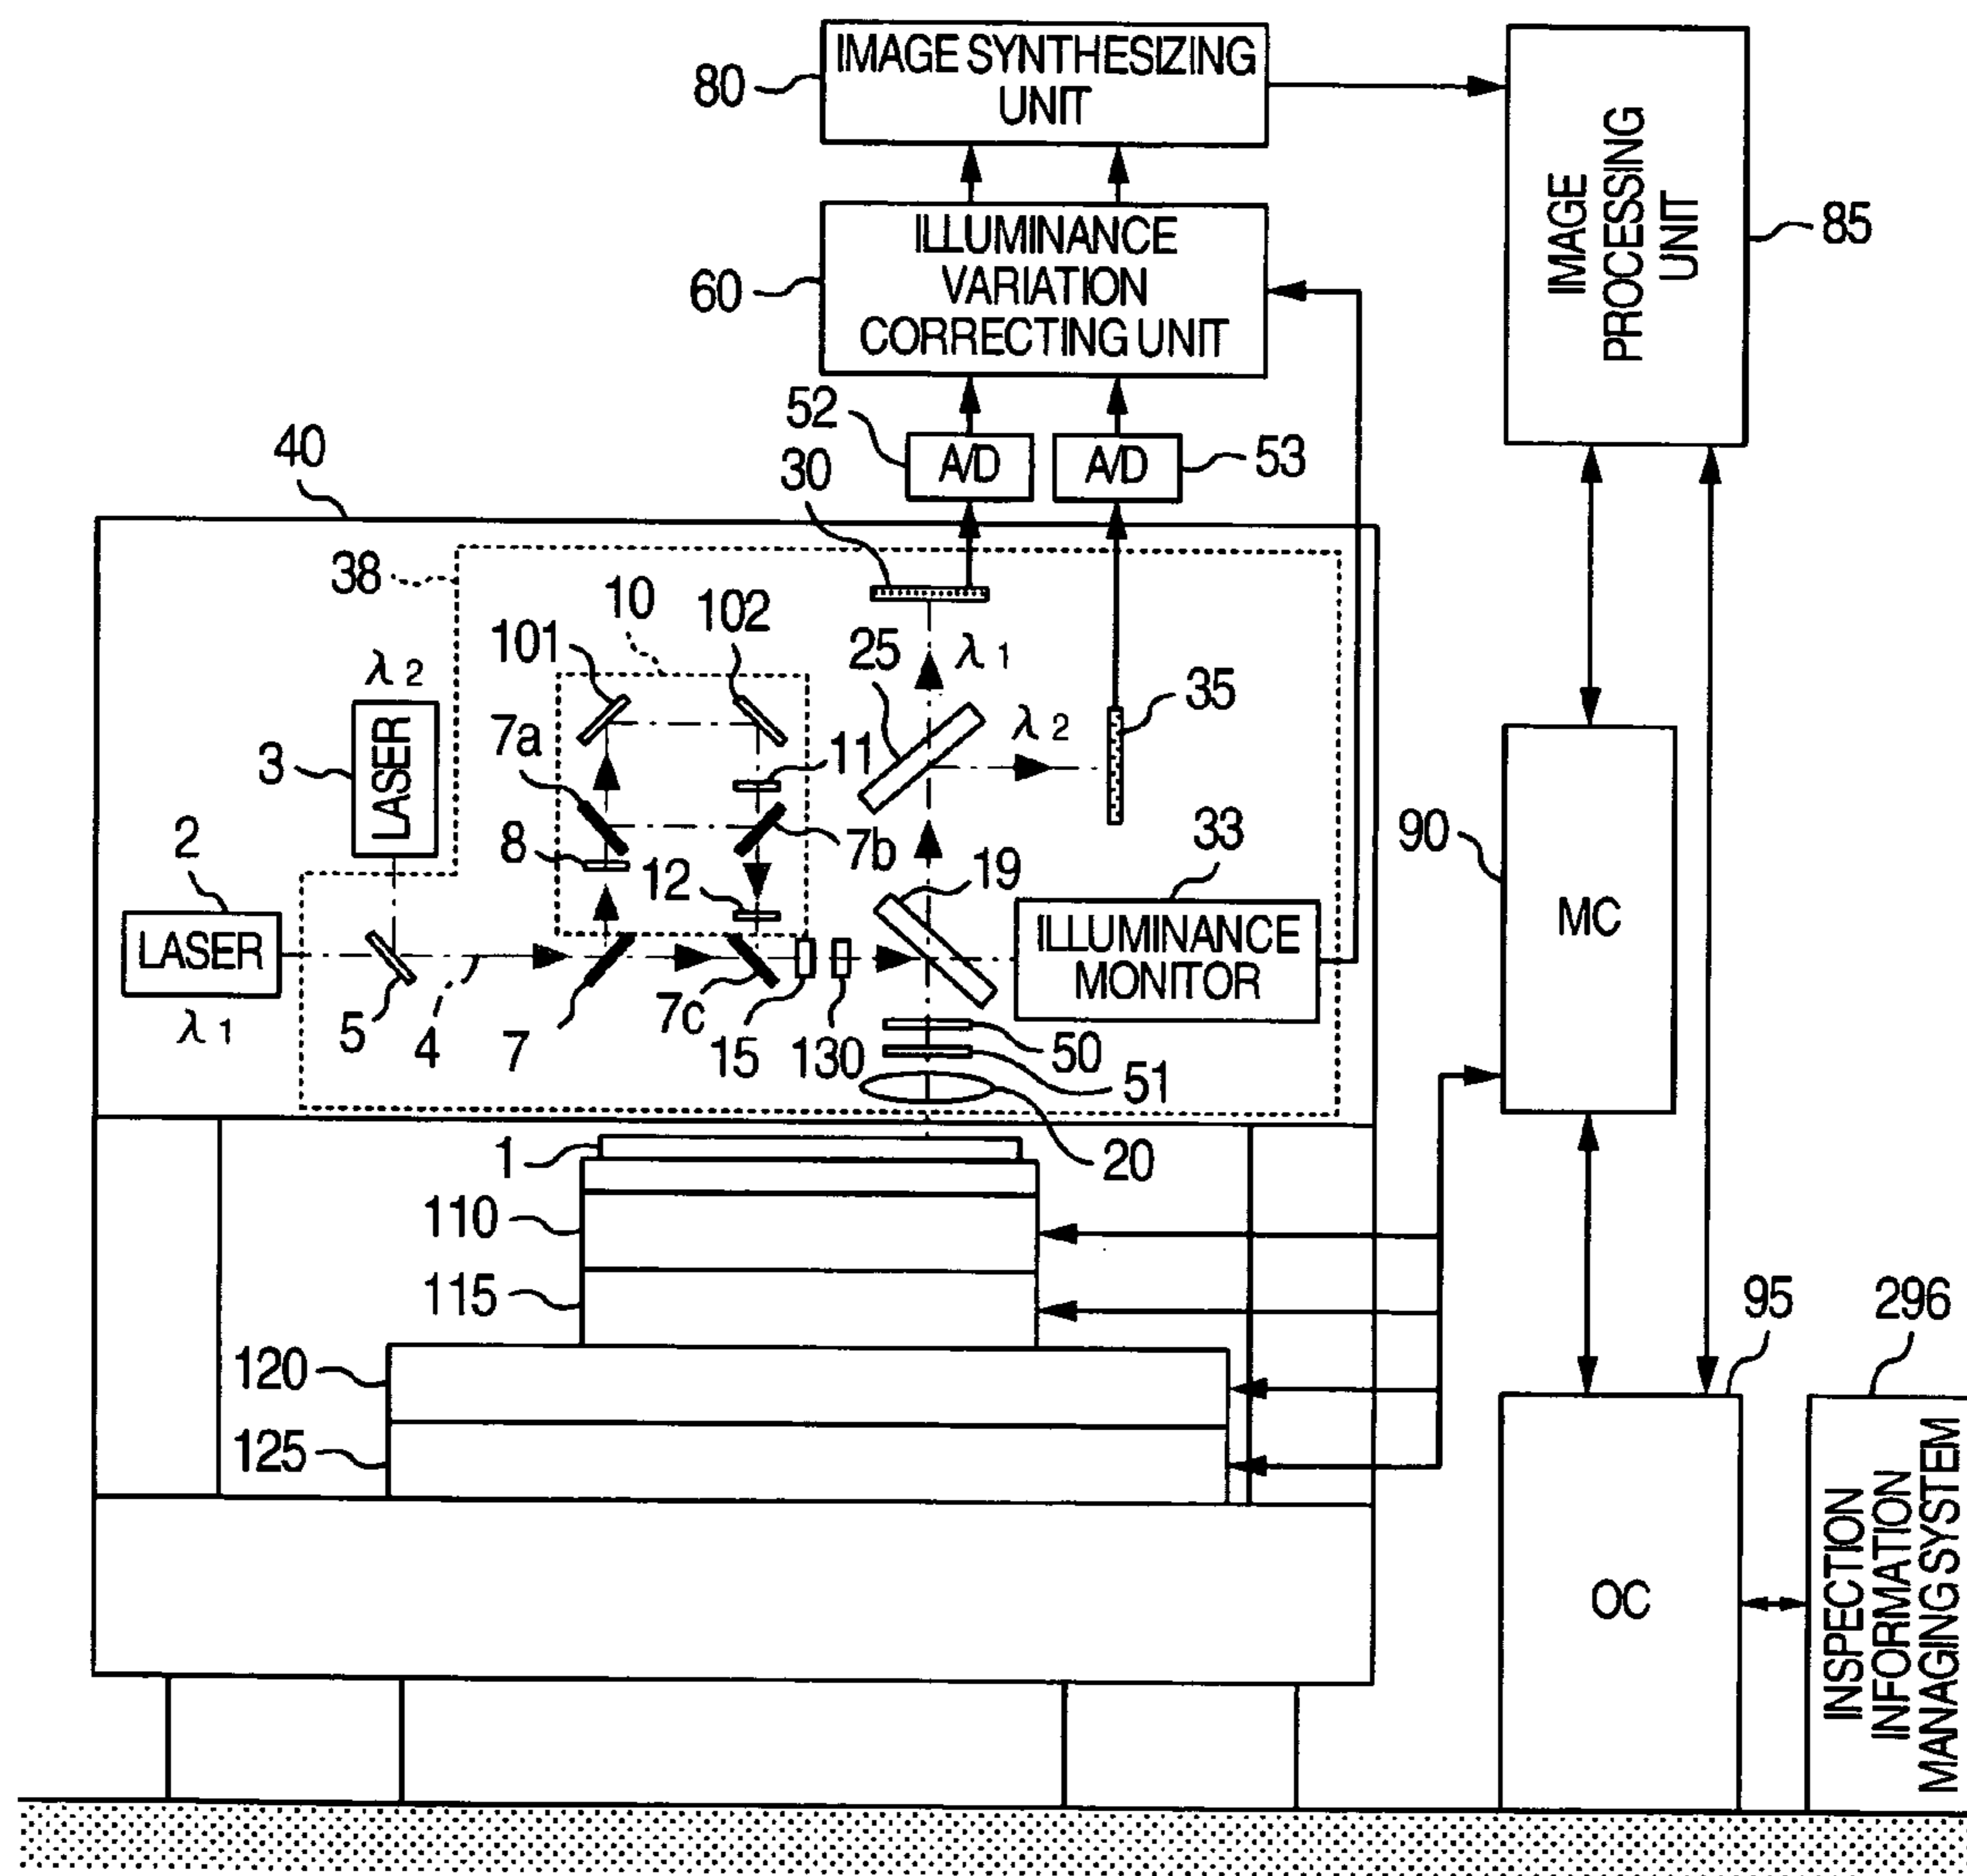 IMAGE SYNTHESIZING
UNIT
80
IMAGE
PROCESSING
UNIT
85
ILLUMINANCE
VARIATION
CORRECTING UNIT
60
52
A/D
A/D
53
30
40
38
10
102
101
25
λ1
λ2
35
λ2
3
LASER
7a
11
8
7b
33
90
MC
2
LASER
λ1
12
19
ILLUMINANCE
MONITOR
5
4
7
7c
15
130
50
51
20
1
110
115
120
125
95
OC
296
INSPECTION
INFORMATION
MANAGING SYSTEM